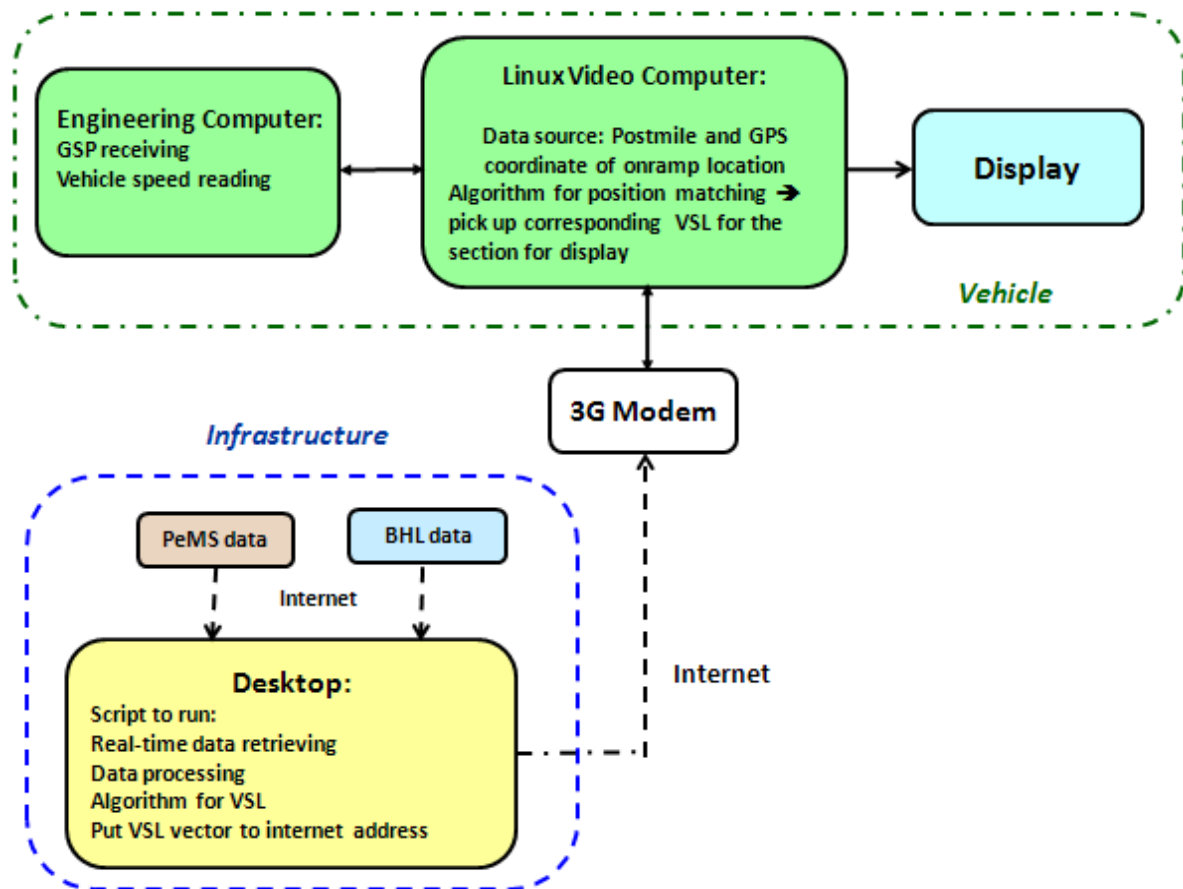 Engineering Computer:
GSP receiving
Vehicle speed reading
Linux Video Computer:
Data source: Postmile and GPS
coordinate of onramp location
Algorithm for position matching ➔
pick up corresponding VSL for the
section for display
Display
Vehicle
3G Modem
Infrastructure
PeMS data
BHL data
Internet
Desktop:
Script to run:
Real-time data retrieving
Data processing
Algorithm for VSL
Put VSL vector to internet address
Internet